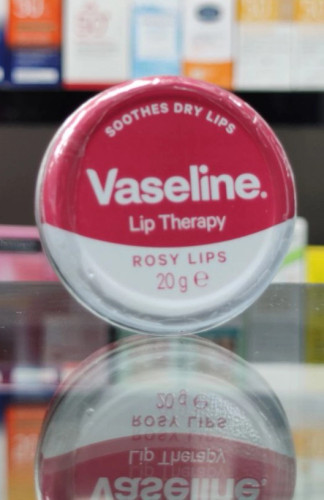 SOOTHES DRY LIPS
Vaseline.
Lip Therapy
ROSY LIPS
20 g e